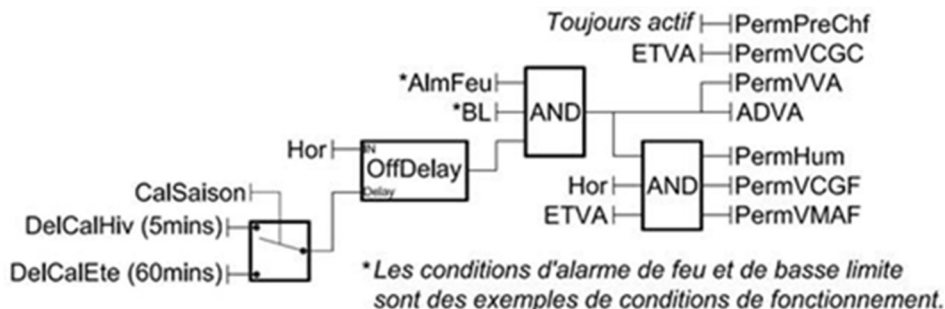 Toujours actif PermPreChf
ETVA PermVCGC
*AlmFeu PermVVA
*BL AND ADVA
Hor IN
OffDelay
Delay
PermHum
Hor AND PermVCGF
ETVA PermVMAF
CalSaison
DelCalHiv (5mins)
DelCalEte (60mins)
*Les conditions d'alarme de feu et de basse limite
sont des exemples de conditions de fonctionnement.